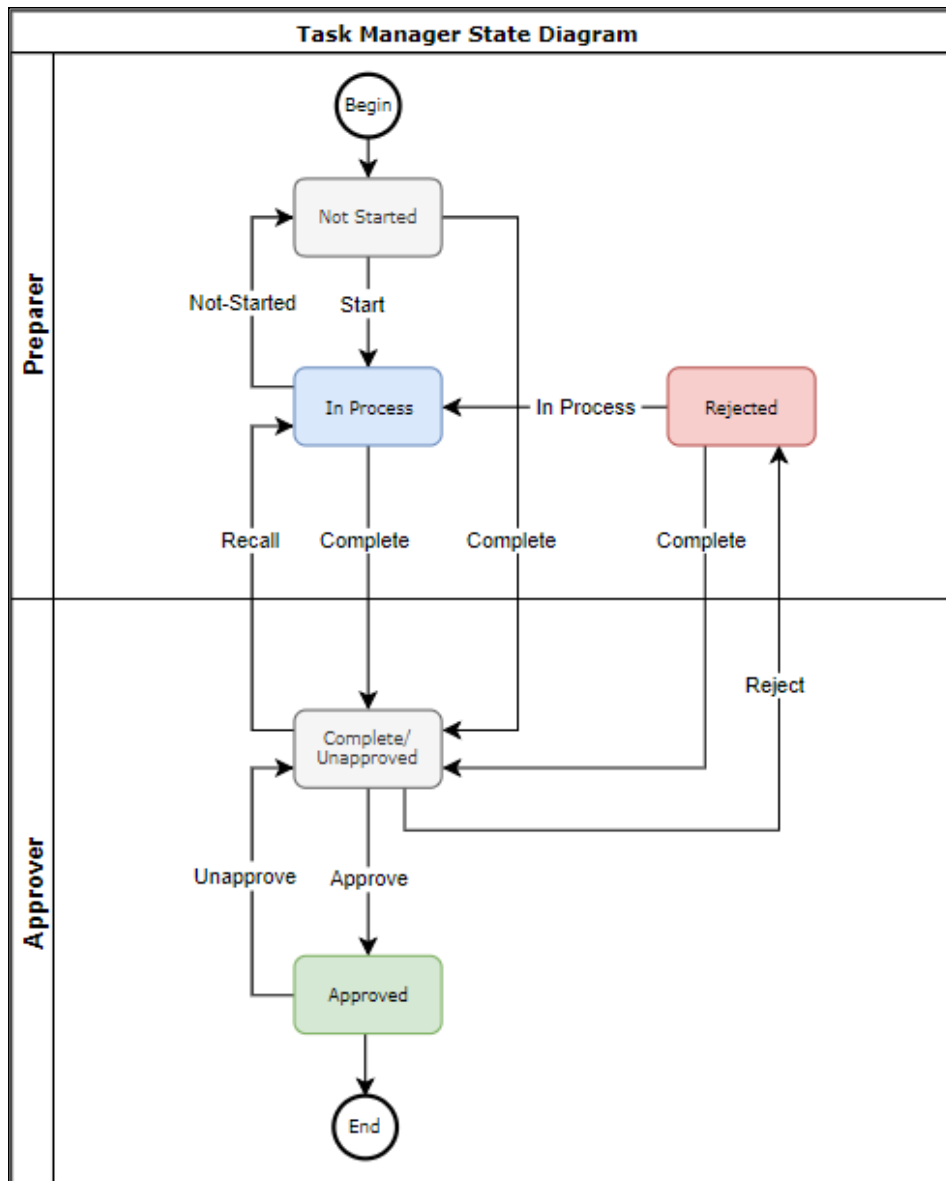 Task Manager State Diagram
Preparer
Begin
Not Started
Not-Started
Start
In Process
In Process
Rejected
Recall
Complete
Complete
Complete
Approver
Reject
Complete/
Unapproved
Unapprove
Approve
Approved
End